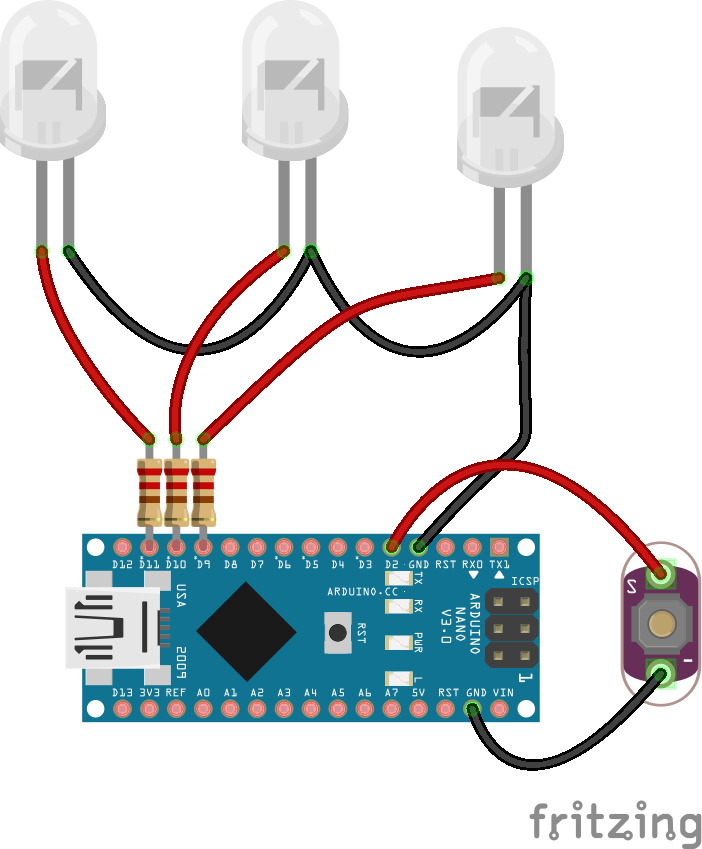 D12 D11 D10 D9 D8 D7 D6 D5 D4 D3 D2 GND RST RX0 TX1
ICSP
USA
2009
ARDUINO.CC
RST
TX
RX
PWR
L
ARDUINO
NANO
V3.0
1
D13 3V3 REF A0 A1 A2 A3 A4 A5 A6 A7 5V RST GND VIN
S
-
fritzing